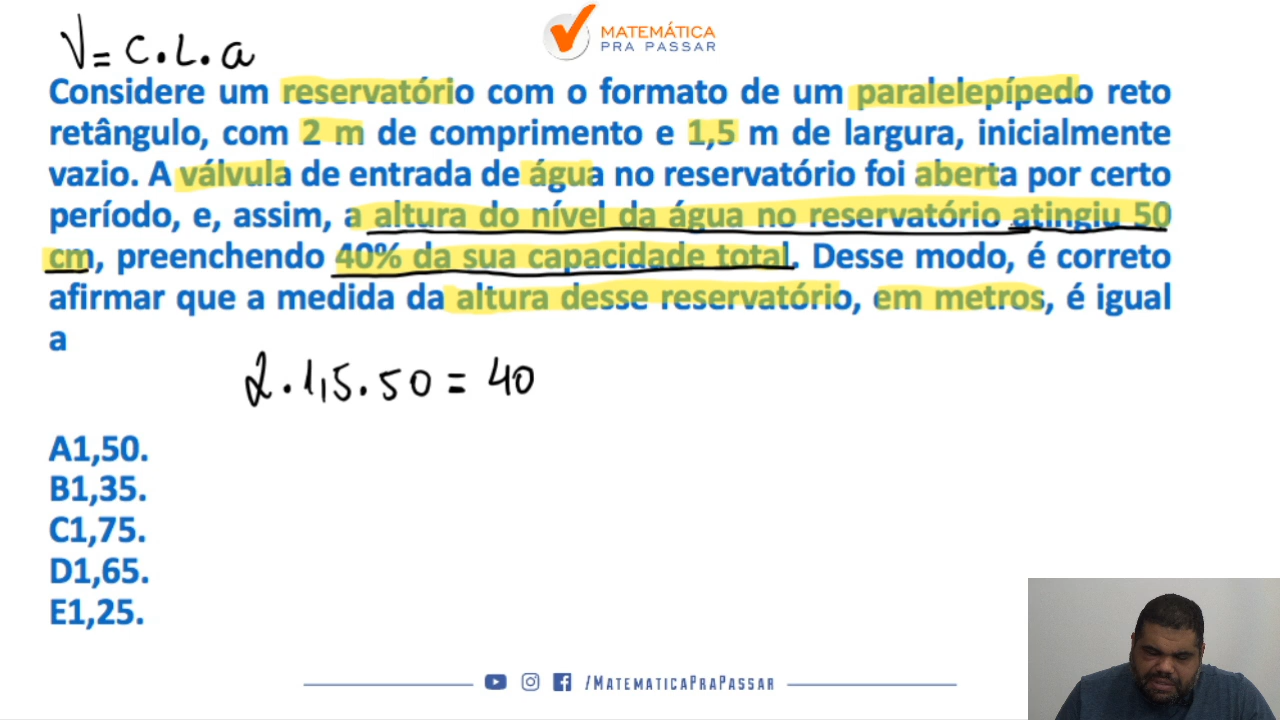 V = C . L . a
MATEMÁTICA
PRA PASSAR
Considere um reservatório com o formato de um paralelepípedo reto
retângulo, com 2 m de comprimento e 1,5 m de largura, inicialmente
vazio. A válvula de entrada de água no reservatório foi aberta por certo
período, e, assim, a altura do nível da água no reservatório atingiu 50
cm, preenchendo 40% da sua capacidade total. Desse modo, é correto
afirmar que a medida da altura desse reservatório, em metros, é igual
a
2 . 1,5 . 50 = 40
A1,50.
B1,35.
C1,75.
D1,65.
E1,25.
/MATEMATICAPRAPASSAR